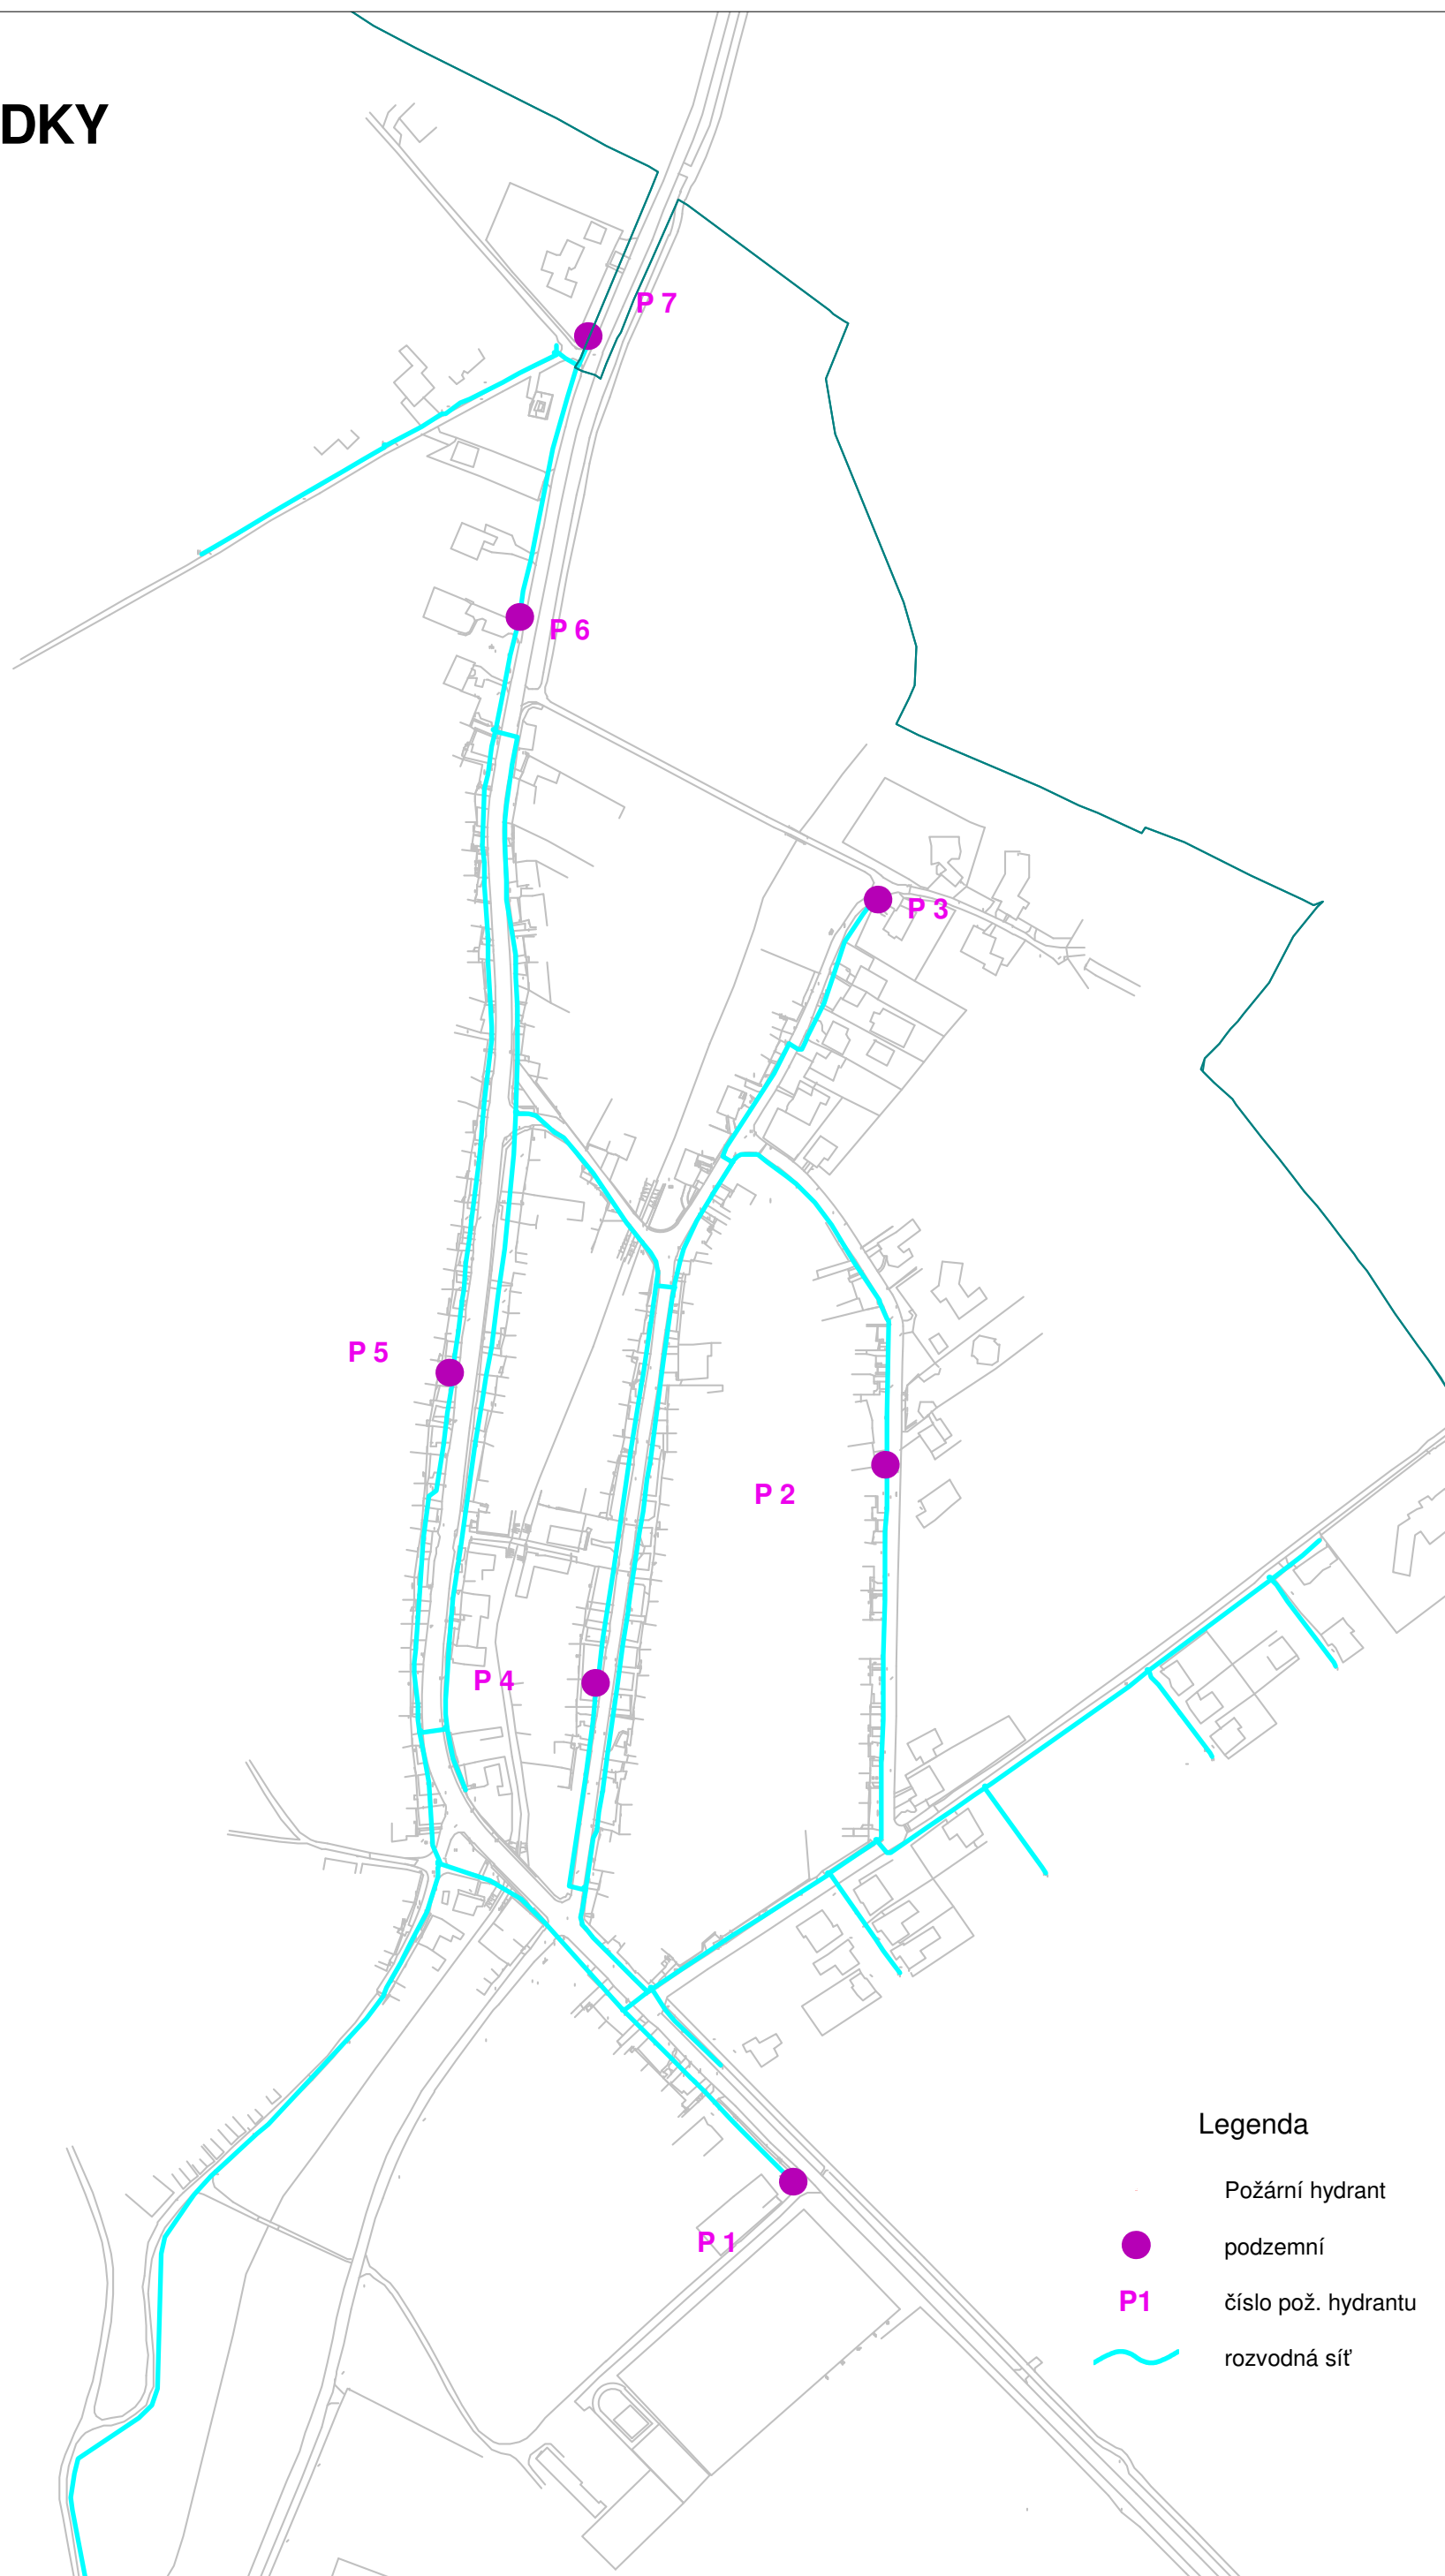 DKY
P 7
P 6
P 3
P 5
P 2
P 4
P 1
Legenda
Požární hydrant
podzemní
P1 číslo pož. hydrantu
rozvodná síť